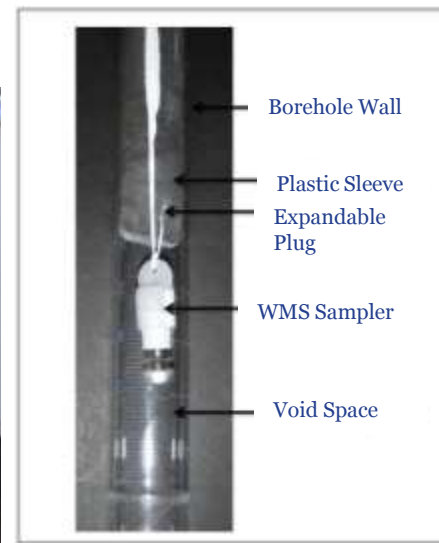 Borehole Wall
Plastic Sleeve
Expandable
Plug
WMS Sampler
Void Space